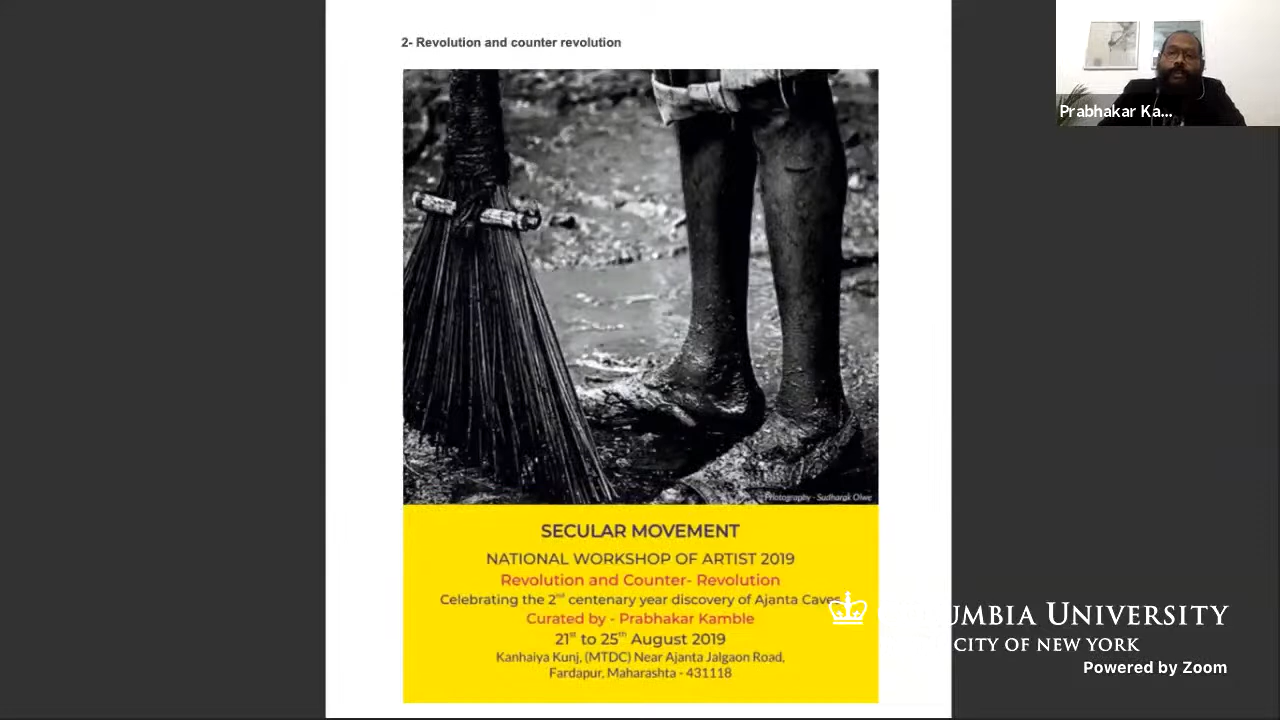 2- Revolution and counter revolution
Prabhakar Ka...
Photography - Sudharak Olwe
SECULAR MOVEMENT
NATIONAL WORKSHOP OF ARTIST 2019
Revolution and Counter- Revolution
Celebrating the 2nd centenary year discovery of Ajanta Caves
Curated by - Prabhakar Kamble
21st to 25th August 2019
Kanhaiya Kunj, (MTDC) Near Ajanta Jalgaon Road,
Fardapur, Maharashtra - 431118
COLUMBIA UNIVERSITY
CITY OF NEW YORK
Powered by Zoom